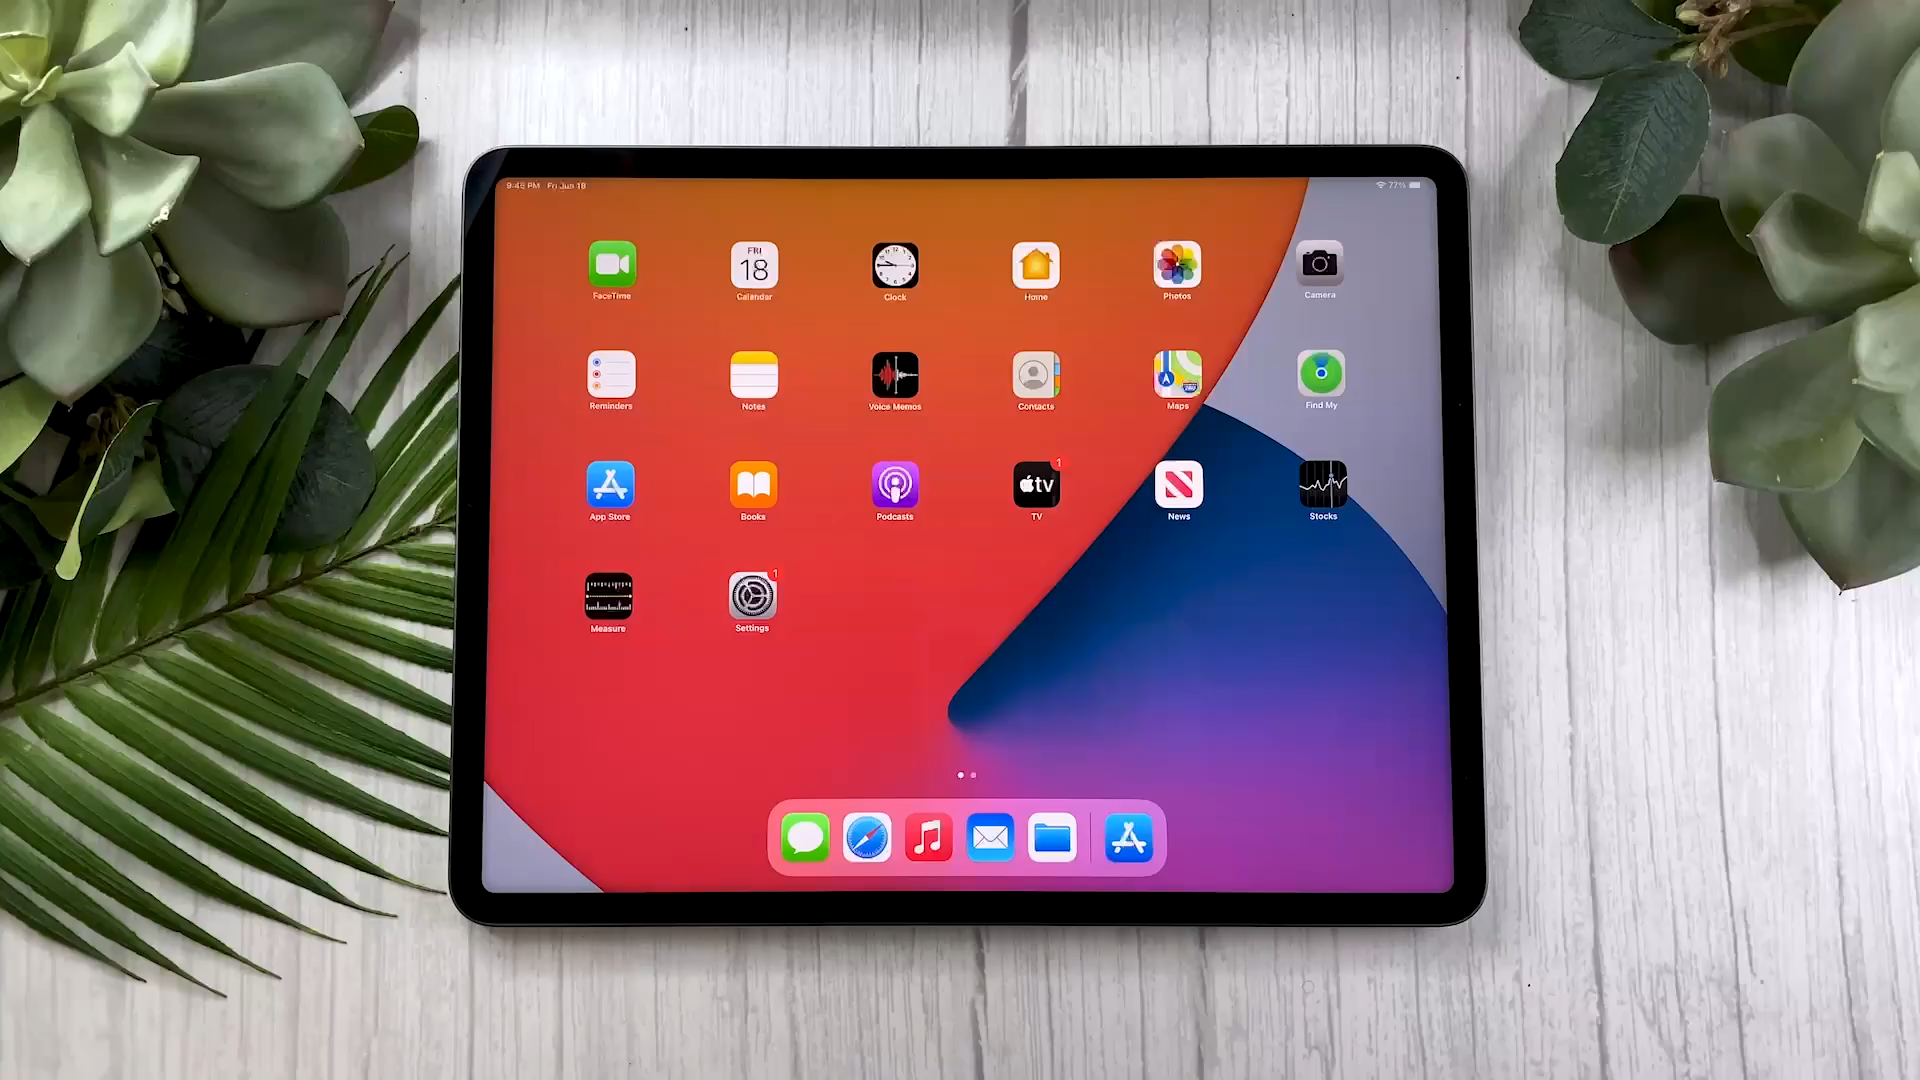 9:45 PM Fri Jun 18
77%
FRI
18
FaceTime Calendar Clock Home Photos Camera
Reminders Notes Voice Memos Contacts Maps Find My
tv
1
App Store Books Podcasts TV News Stocks
1
Measure Settings